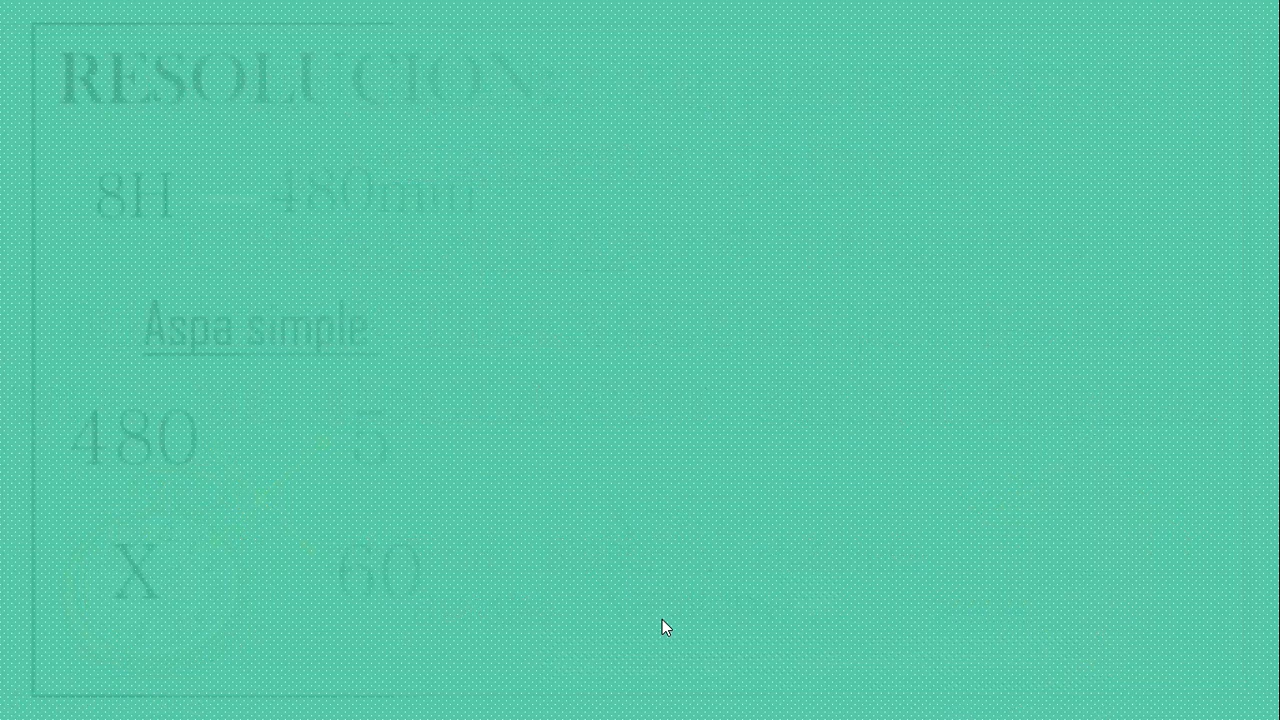 RESOLUCION:
8H — 480min
Aspa simple
480 5
X 60